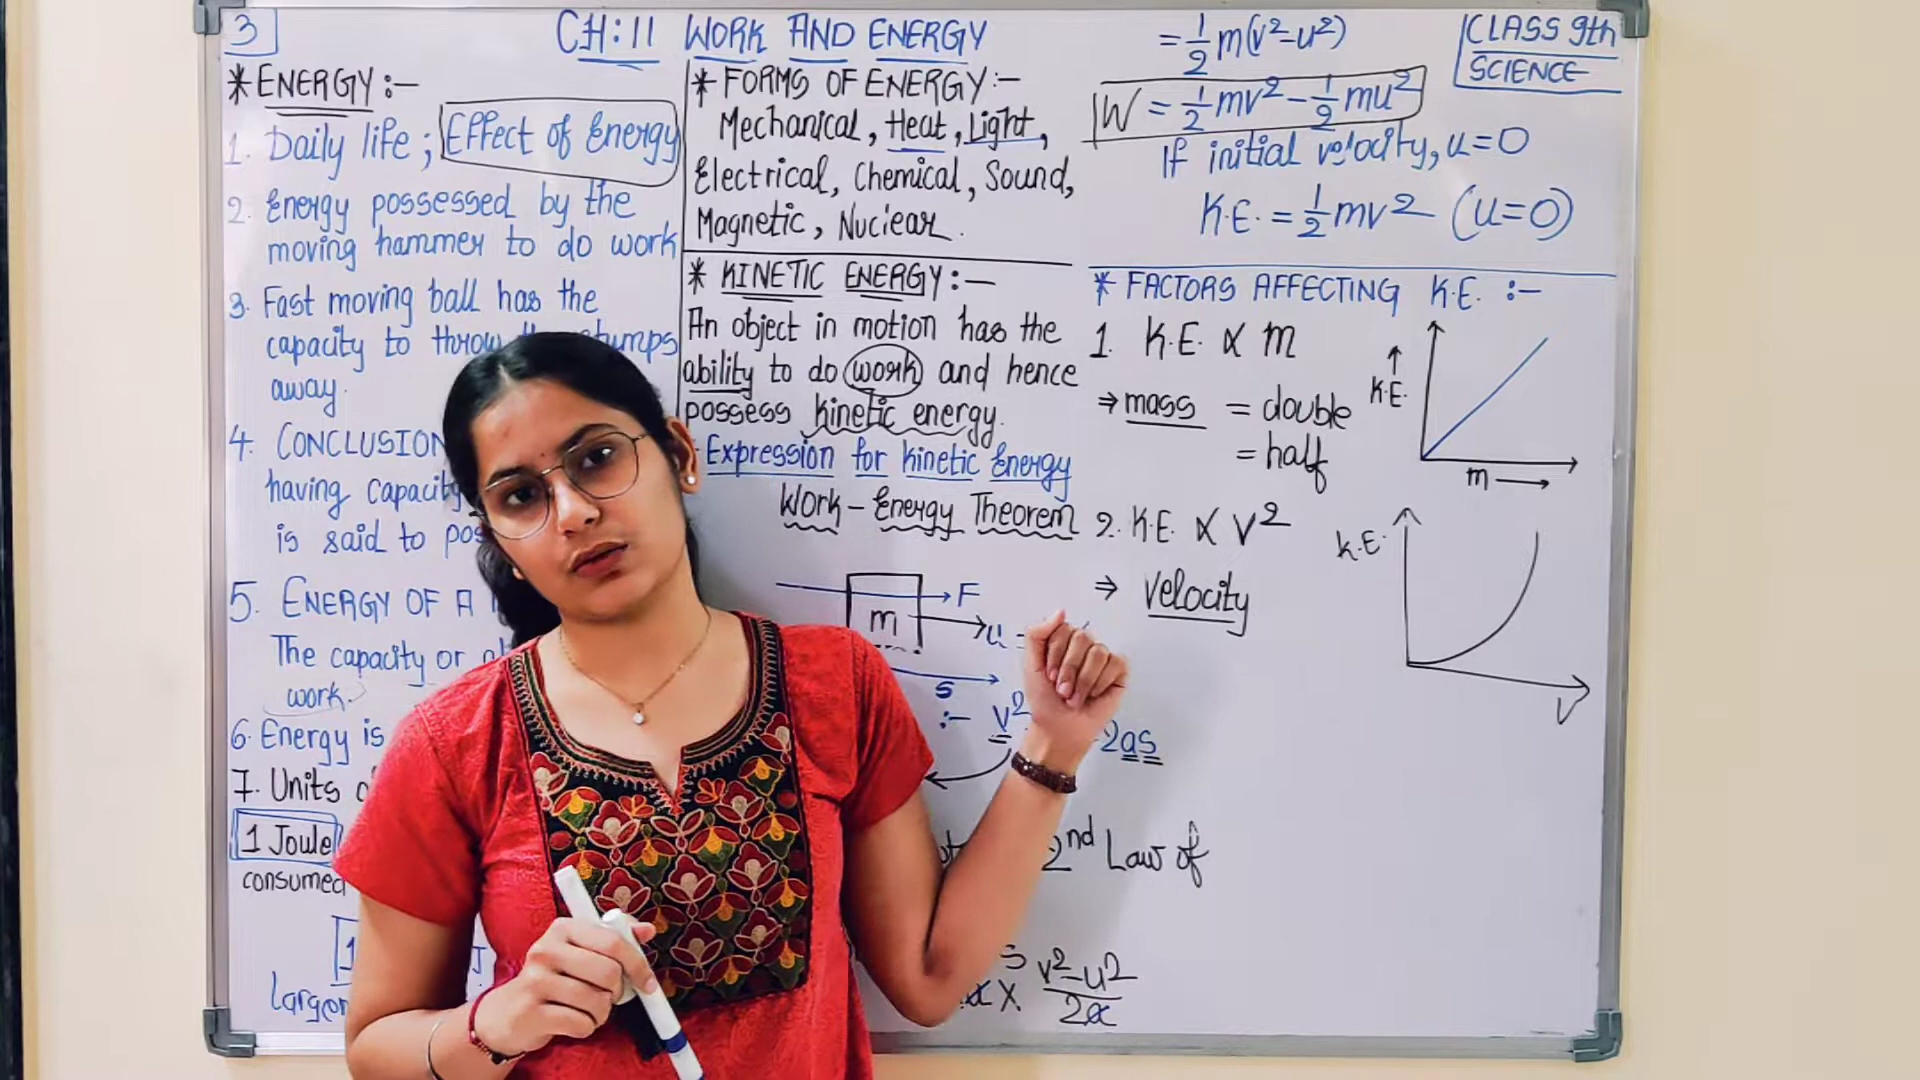 3
CH:11 WORK AND ENERGY
CLASS 9th
SCIENCE
* ENERGY :-
1. Daily life ; Effect of Energy
2. Energy possessed by the
moving hammer to do work
3. Fast moving ball has the
capacity to throw stumps
away.
4. CONCLUSION
having capacity
is said to
5. ENERGY OF A
The capacity or
work.
6. Energy is
7. Units
1 Joule
consumed
1 J
larger
* FORMS OF ENERGY :-
Mechanical, Heat, Light,
Electrical, Chemical, Sound,
Magnetic, Nuclear.
* KINETIC ENERGY :-
An object in motion has the
ability to do work and hence
possess kinetic energy.
Expression for kinetic Energy
Work - Energy Theorem
F
m
u =
s
:- v² 2as
2nd Law of
s
x v²-u²
2a
= 1/2 m(v²-u²)
W = 1/2 mv² - 1/2 mu²
If initial velocity, u=0
K.E. = 1/2 mv² (u=0)
* FACTORS AFFECTING K.E. :-
1. K.E. ∝ m
⇒ mass = double
= half
K.E.
m
2. K.E. ∝ v²
⇒ velocity
K.E.
V